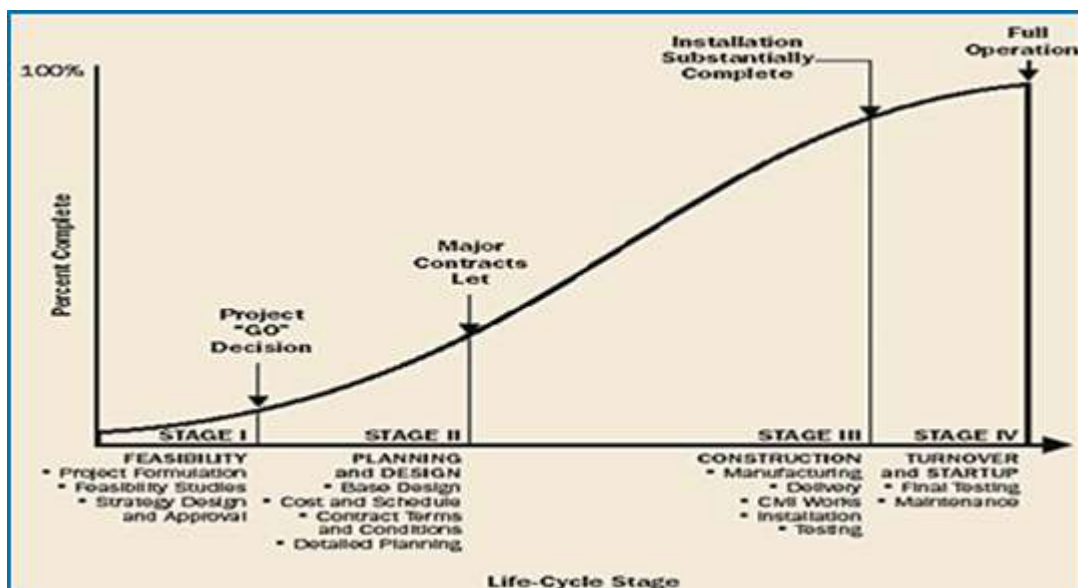 Full
Operation
Installation
Substantially
Complete
100%
Percent Complete
Major
Contracts
Let
Project
"GO"
Decision
STAGE I
STAGE II
STAGE III
STAGE IV
FEASIBILITY
• Project Formulation
• Feasibility Studies
• Strategy Design
and Approval
PLANNING
and DESIGN
• Base Design
• Cost and Schedule
• Contract Terms
and Conditions
• Detailed Planning
CONSTRUCTION
• Manufacturing
• Delivery
• Civil Works
• Installation
• Testing
TURNOVER
and STARTUP
• Final Testing
• Maintenance
Life-Cycle Stage